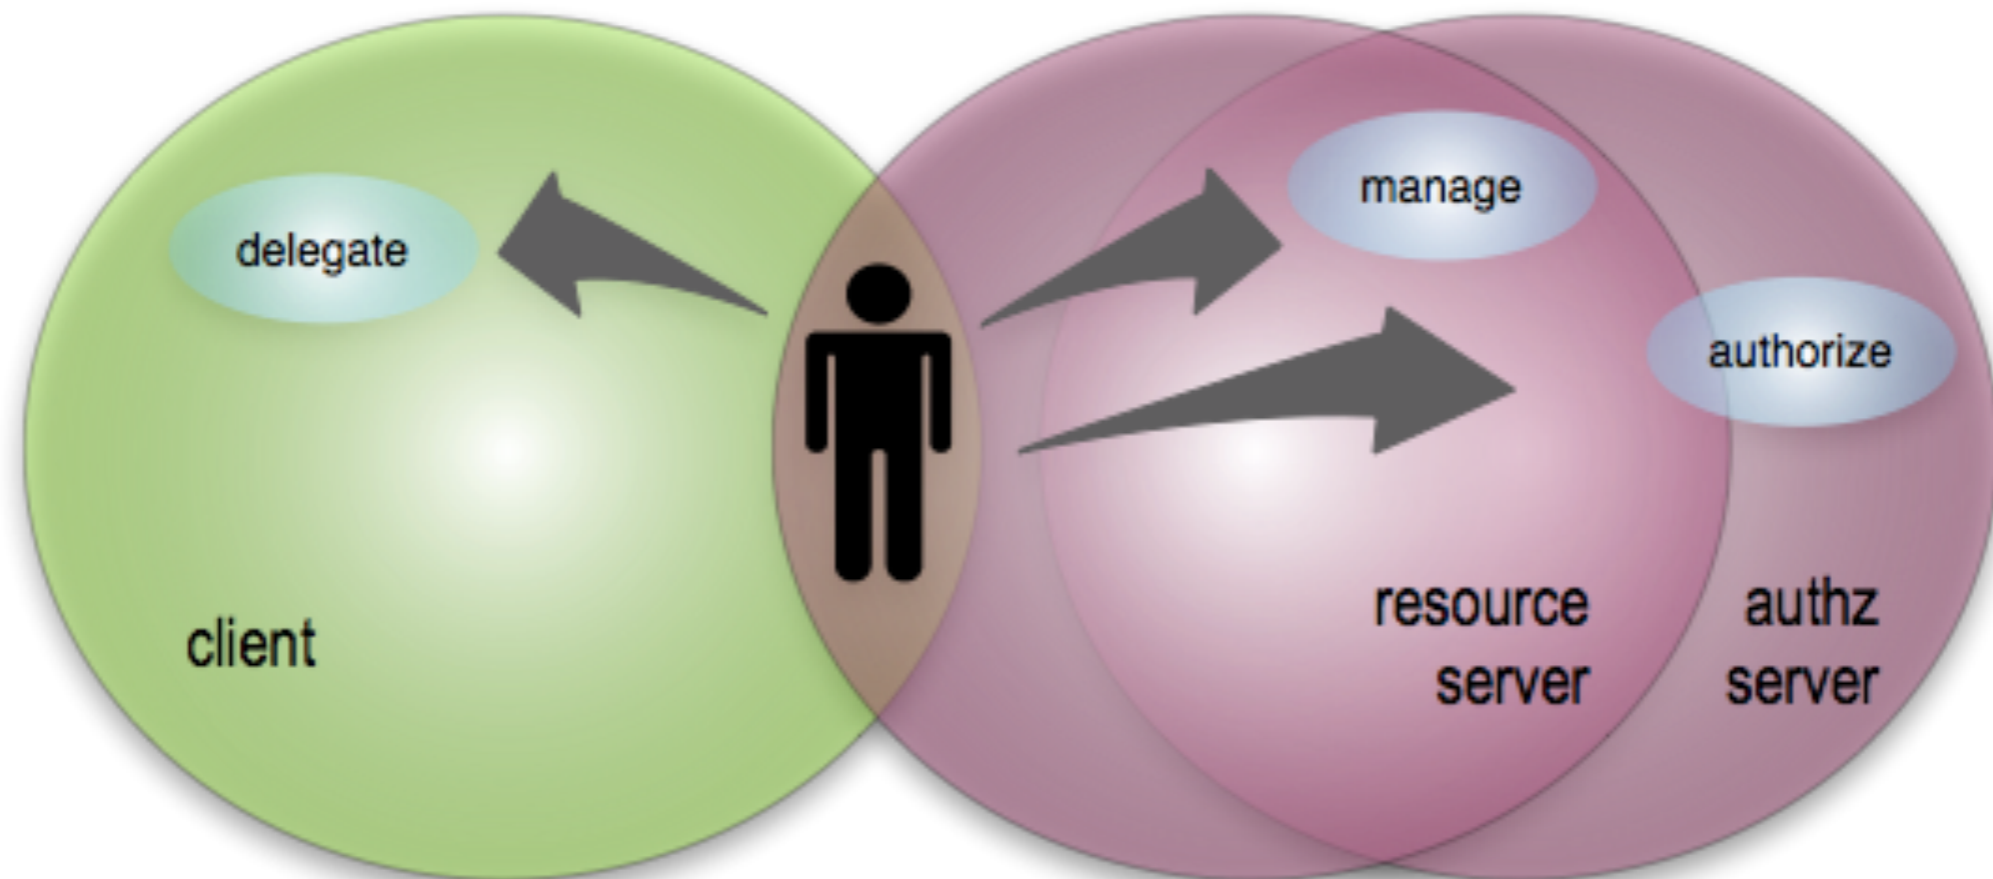 delegate
manage
authorize
client
resource
server
authz
server